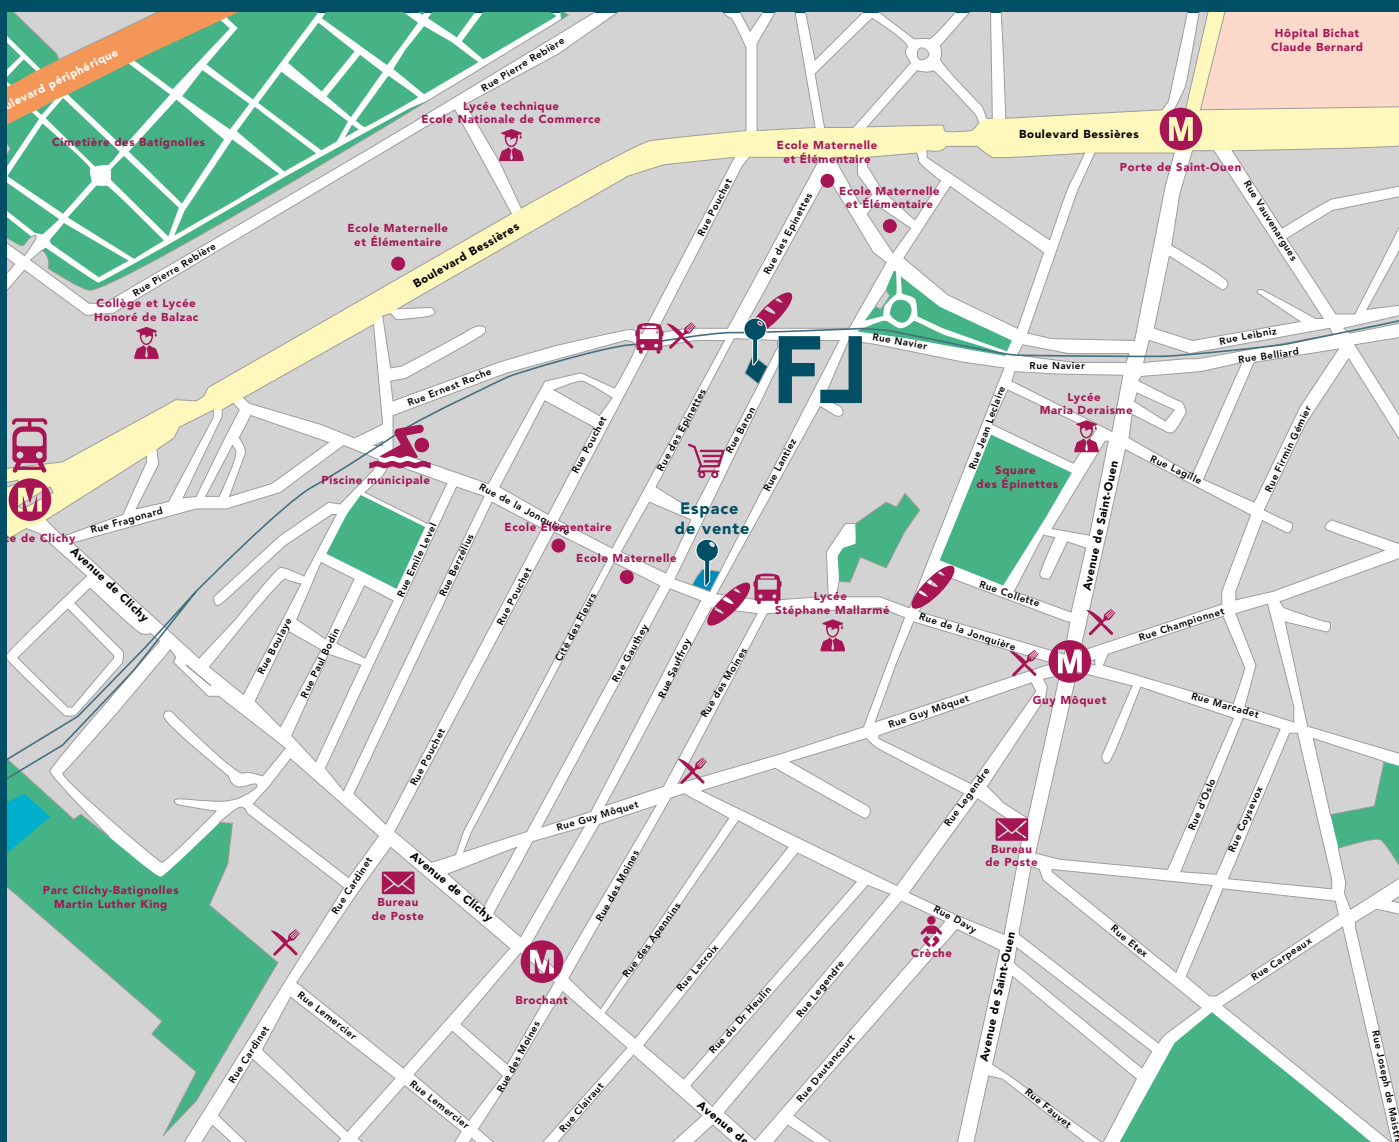 Hôpital Bichat
Claude Bernard
Rue Pierre Rebière
Lycée technique
Ecole Nationale de Commerce
Boulevard périphérique
Cimetière des Batignolles
Boulevard Bessières
M
Porte de Saint-Ouen
Ecole Maternelle
et Élémentaire
Ecole Maternelle
et Élémentaire
Rue Pouchet
Rue des Epinettes
Rue Vauvenargues
Ecole Maternelle
et Élémentaire
Boulevard Bessières
Rue Pierre Rebière
Collège et Lycée
Honoré de Balzac
Rue Navier
Rue Leibniz
Rue Belliard
Rue Navier
FL
Rue Ernest Roche
Lycée
Maria Deraisme
Rue Jean Leclaire
Rue des Epinettes
Rue Baron
Rue Pouchet
Rue Lantiez
Rue Firmin Gémier
Square
des Épinettes
Rue Lagille
Piscine municipale
M
Rue de la Jonquière
Rue Fragonard
Espace
de vente
Ecole Élémentaire
Avenue de Saint-Ouen
te de Clichy
Avenue de Clichy
Rue Emile Level
Rue Berzélius
Ecole Maternelle
Rue Pouchet
Rue Collette
Lycée
Stéphane Mallarmé
Rue de la Jonquière
Rue Championnet
Rue Boulaye
Rue Paul Bodin
Cité des Fleurs
Rue Gauthey
Rue Sauffroy
Rue des Moines
M
Guy Môquet
Rue Guy Môquet
Rue Marcadet
Rue Pouchet
Rue Legendre
Rue d'Oslo
Rue Coysevox
Rue Guy Môquet
Bureau
de Poste
Parc Clichy-Batignolles
Martin Luther King
Rue Cardinet
Avenue de Clichy
Rue des Moines
Bureau
de Poste
Rue Davy
Crèche
Rue des Apennins
Rue Lacroix
Rue Etex
Rue Carpeaux
M
Brochant
Rue du Dr Heulin
Rue Legendre
Avenue de Saint-Ouen
Rue Lemercier
Rue Cardinet
Rue des Moines
Rue Dautancourt
Rue Lemercier
Rue Clairaut
Avenue de
Rue Fauvet
Rue Joseph de Maistr